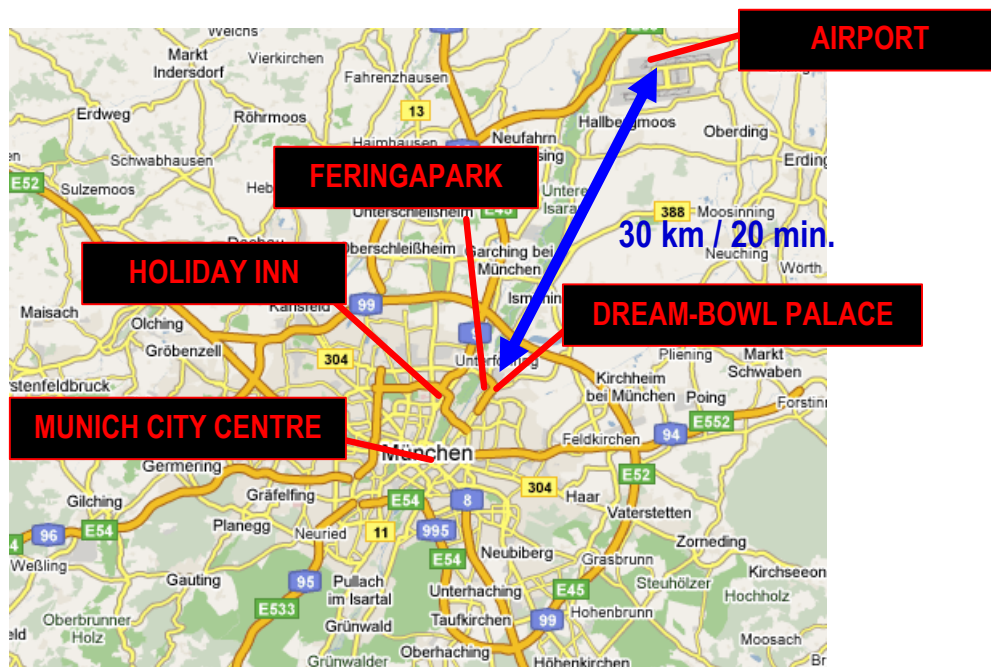 AIRPORT
Markt
Indersdorf
Vierkirchen
Fahrenzhausen
13
Erdweg
Röhrmoos
Haimhausen
Neufahrn
Hallbergmoos
Oberding
Schwabhausen
Erding
E52
Sulzemoos
FERINGAPARK
Unterschleißheim
388
Moosinning
30 km / 20 min.
Neuching
Oberschleißheim
Garching bei
München
Wörth
HOLIDAY INN
Karlsfeld
99
Maisach
Olching
Gröbenzell
DREAM-BOWL PALACE
304
Unterföhring
Pliening
Markt
Schwaben
Kirchheim
bei München
Poing
MUNICH CITY CENTRE
München
E552
94
Feldkirchen
Germering
E52
Gräfelfing
304
Haar
Gilching
E54
8
Vaterstetten
96
E54
Planegg
Neuried
11
995
Zorneding
Neubiberg
Weßling
E54
Grasbrunn
Gauting
95
Pullach
im Isartal
Unterhaching
E45
Steuhölzer
Hochholz
Kirchseeon
E533
Hohenbrunn
Oberbrunner
Holz
Grünwald
Taufkirchen
99
Moosach
Grünwalder
Höhenkirchen